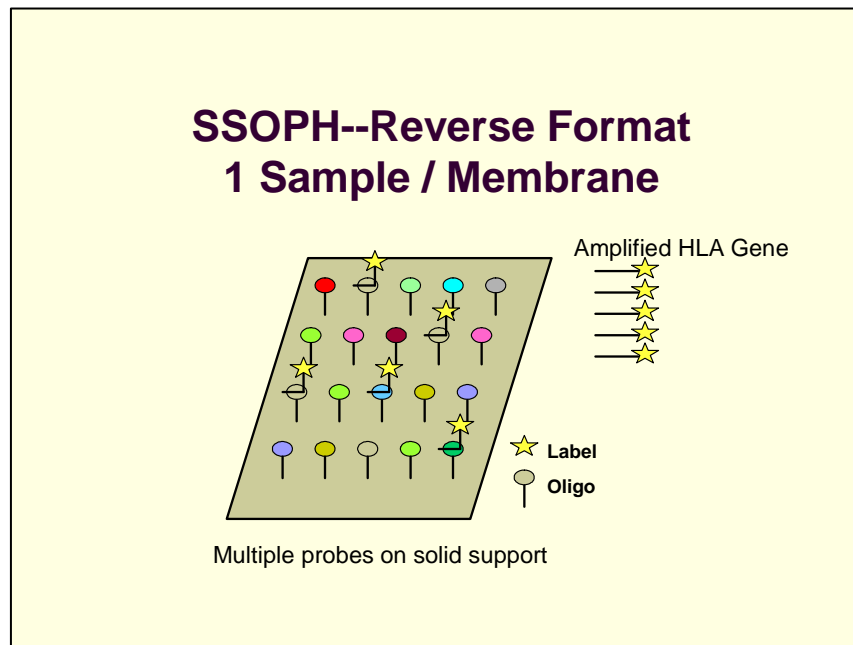 SSOPH--Reverse Format
1 Sample / Membrane
Amplified HLA Gene
Label
Oligo
Multiple probes on solid support